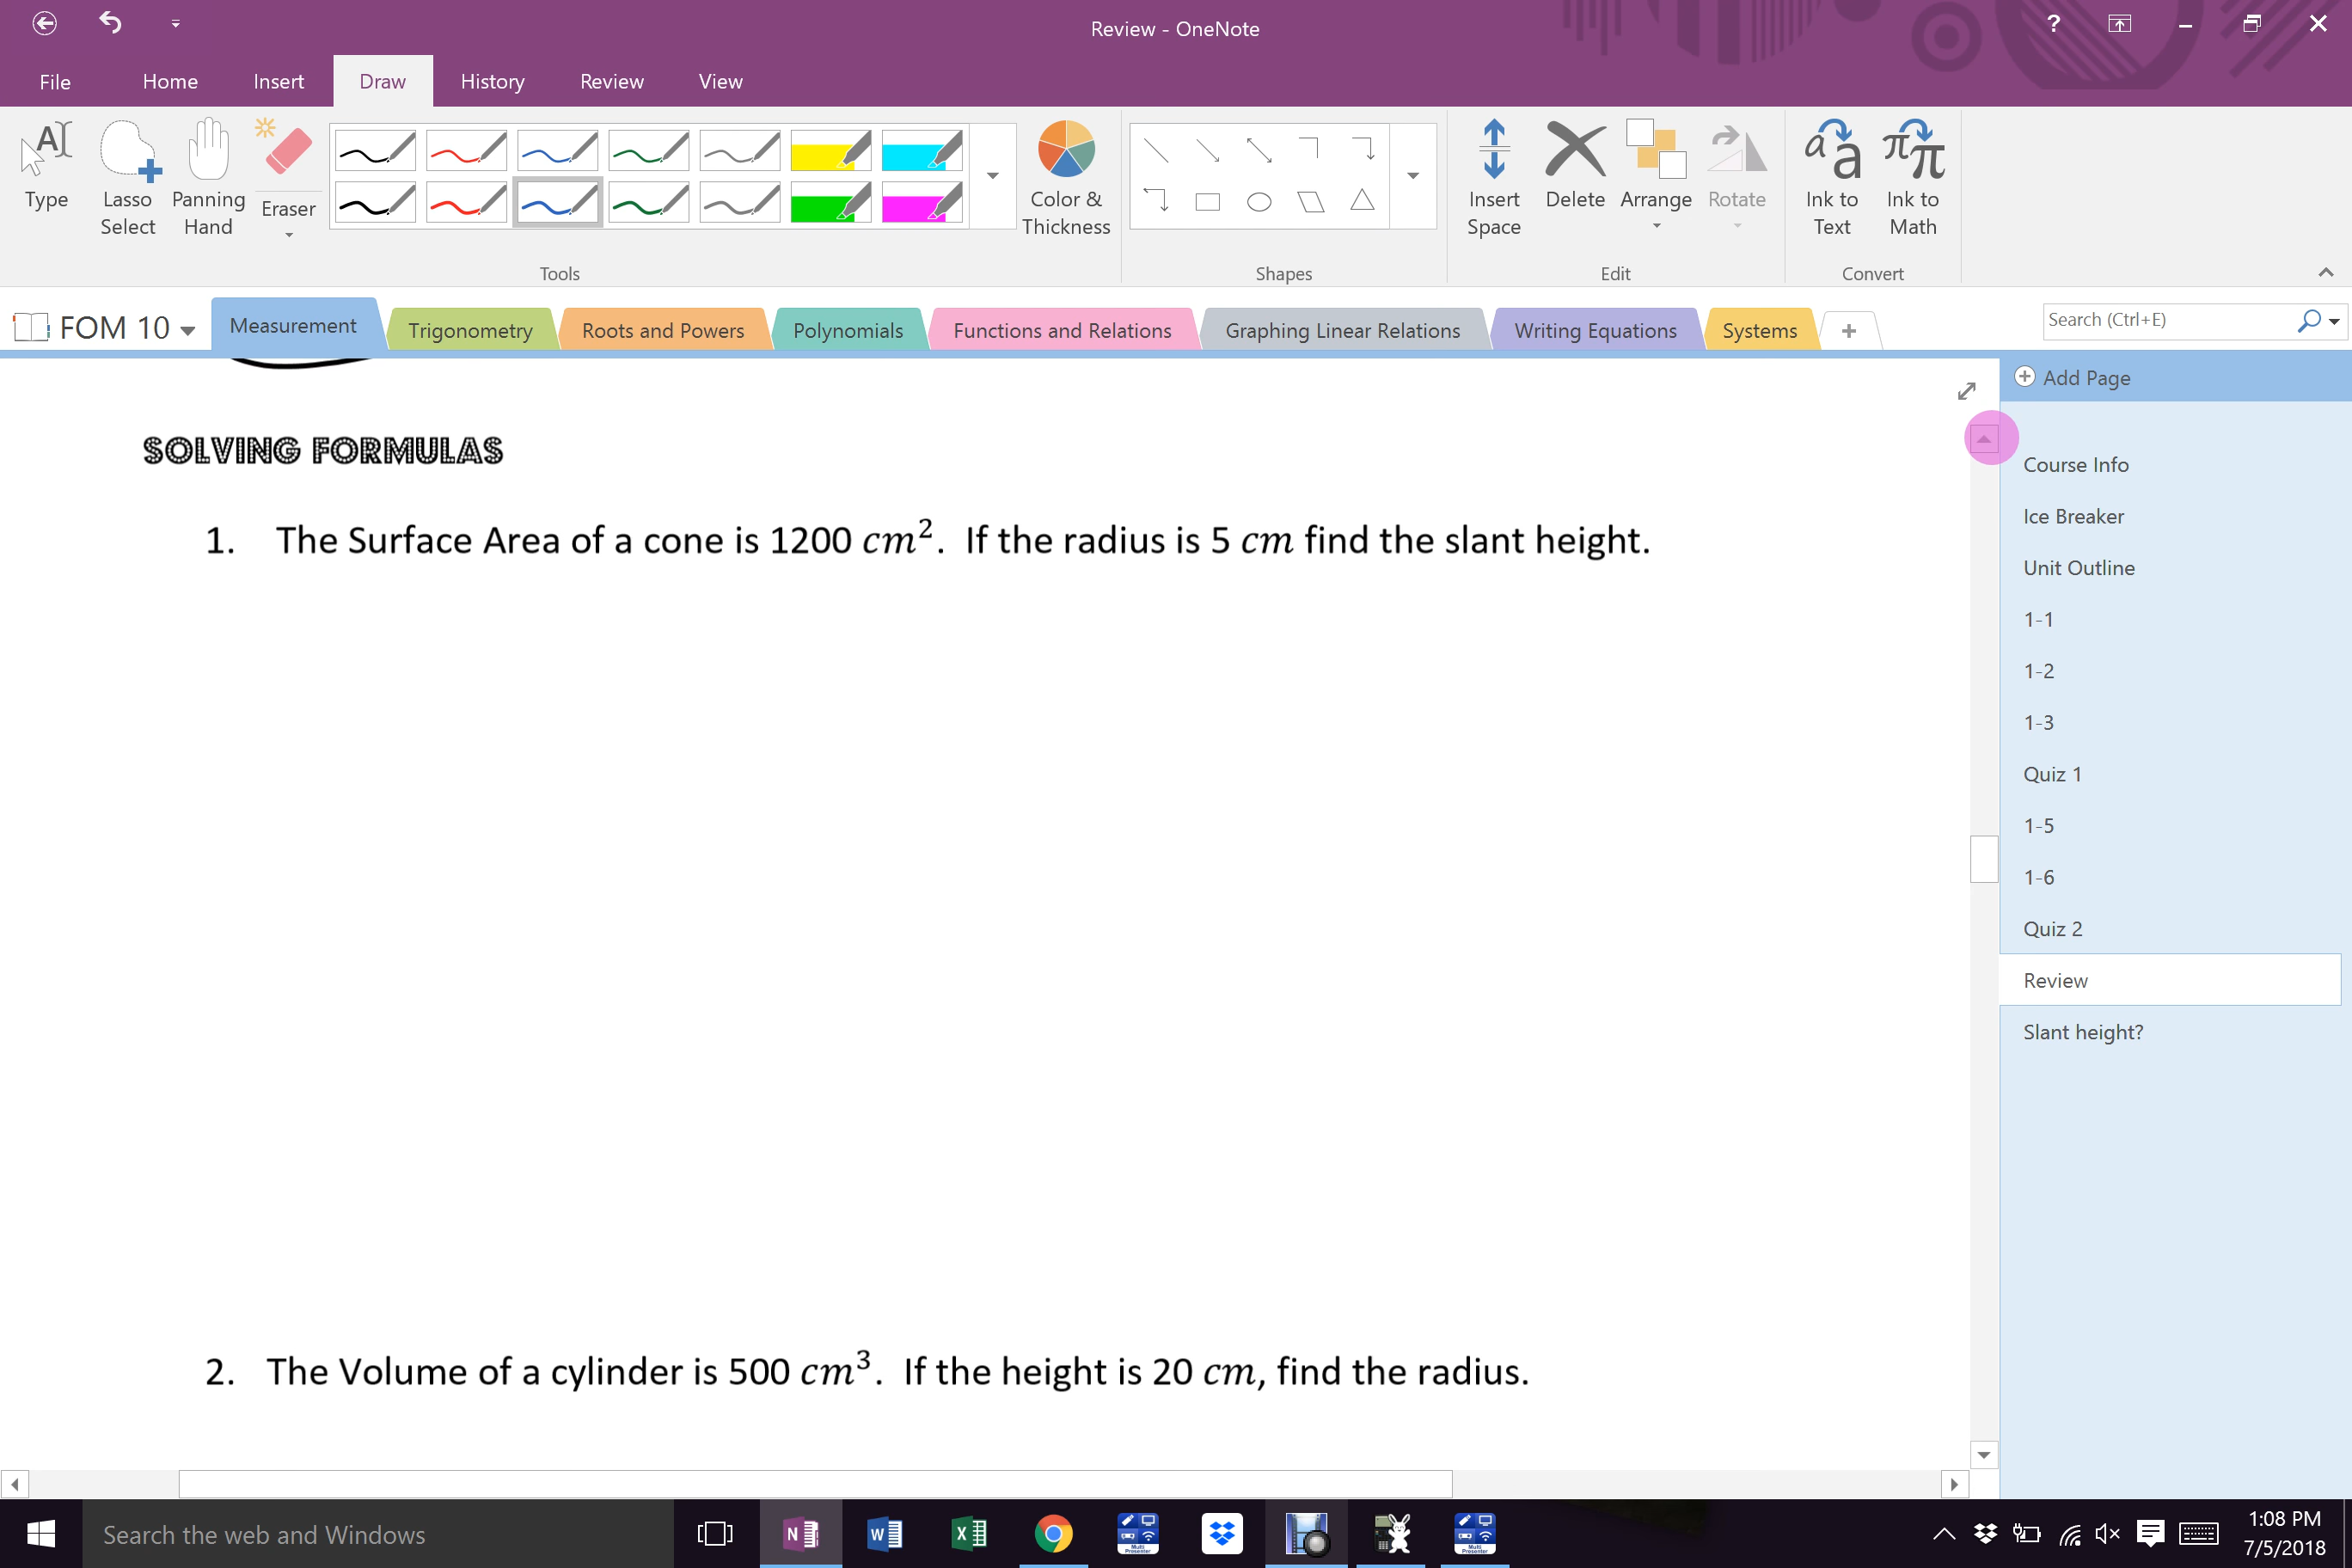 Review - OneNote
?
File Home Insert Draw History Review View
Type
Lasso Select
Panning Hand
Eraser
Color & Thickness
Insert Space
Delete
Arrange
Rotate
Ink to Text
Ink to Math
Tools
Shapes
Edit
Convert
FOM 10
Measurement Trigonometry Roots and Powers Polynomials Functions and Relations Graphing Linear Relations Writing Equations Systems +
Search (Ctrl+E)
Add Page
SOLVING FORMULAS
1. The Surface Area of a cone is 1200 cm². If the radius is 5 cm find the slant height.
2. The Volume of a cylinder is 500 cm³. If the height is 20 cm, find the radius.
Course Info
Ice Breaker
Unit Outline
1-1
1-2
1-3
Quiz 1
1-5
1-6
Quiz 2
Review
Slant height?
Search the web and Windows
1:08 PM
7/5/2018